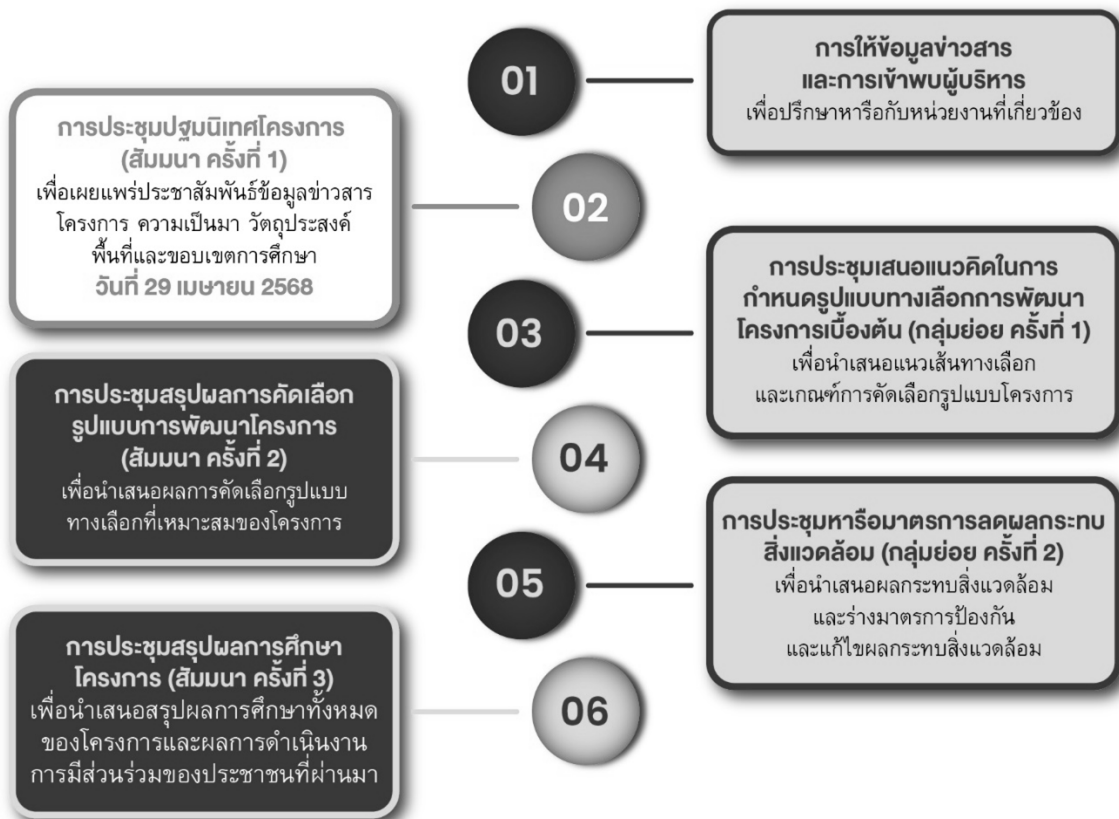 01
การให้ข้อมูลข่าวสาร
และการเข้าพบผู้บริหาร
เพื่อปรึกษาหารือกับหน่วยงานที่เกี่ยวข้อง
การประชุมปฐมนิเทศโครงการ
(สัมมนา ครั้งที่ 1)
เพื่อเผยแพร่ประชาสัมพันธ์ข้อมูลข่าวสาร
โครงการ ความเป็นมา วัตถุประสงค์
พื้นที่และขอบเขตการศึกษา
วันที่ 29 เมษายน 2568
02
03
การประชุมเสนอแนวคิดในการ
กำหนดรูปแบบทางเลือกการพัฒนา
โครงการเบื้องต้น (กลุ่มย่อย ครั้งที่ 1)
เพื่อนำเสนอแนวเส้นทางเลือก
และเกณฑ์การคัดเลือกรูปแบบโครงการ
การประชุมสรุปผลการคัดเลือก
รูปแบบการพัฒนาโครงการ
(สัมมนา ครั้งที่ 2)
เพื่อนำเสนอผลการคัดเลือกรูปแบบ
ทางเลือกที่เหมาะสมของโครงการ
04
05
การประชุมหารือมาตรการลดผลกระทบ
สิ่งแวดล้อม (กลุ่มย่อย ครั้งที่ 2)
เพื่อนำเสนอผลกระทบสิ่งแวดล้อม
และร่างมาตรการป้องกัน
และแก้ไขผลกระทบสิ่งแวดล้อม
การประชุมสรุปผลการศึกษา
โครงการ (สัมมนา ครั้งที่ 3)
เพื่อนำเสนอสรุปผลการศึกษาทั้งหมด
ของโครงการและผลการดำเนินงาน
การมีส่วนร่วมของประชาชนที่ผ่านมา
06